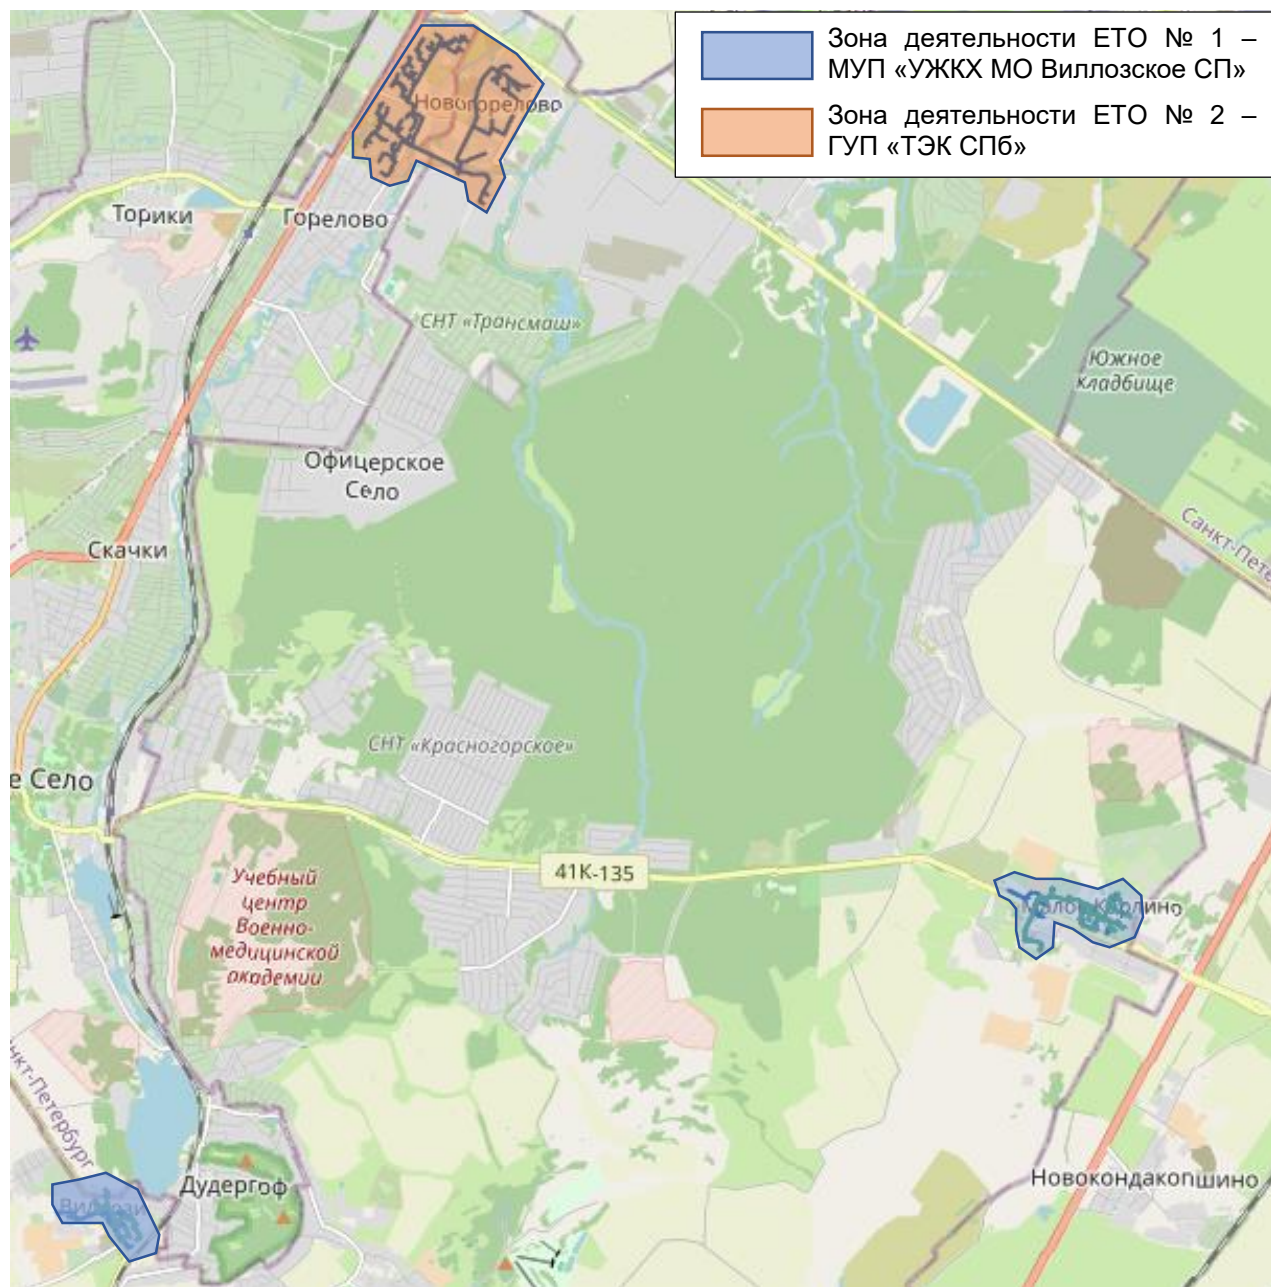 Зона деятельности ЕТО № 1 –
МУП «УЖКХ МО Виллозское СП»
Зона деятельности ЕТО № 2 –
ГУП «ТЭК СПб»
Новогорелово
Торики
Горелово
СНТ «Трансмаш»
Южное
кладбище
Офицерское
Село
Скачки
Санкт-Пете
СНТ «Красногорское»
е Село
41К-135
Учебный
центр
Военно-
медицинской
академии
Малое Карлино
нкт-Петербург
Новокондакопшино
Дудергоф
Виллози